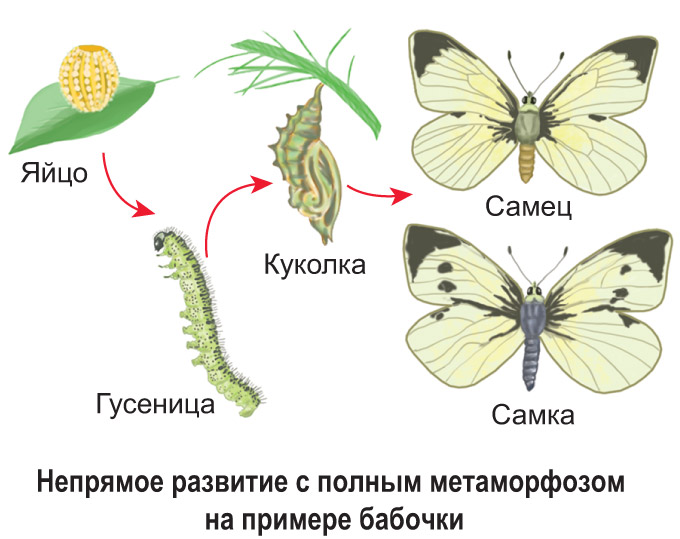 Яйцо
Гусеница
Куколка
Самец
Самка
Непрямое развитие с полным метаморфозом
на примере бабочки